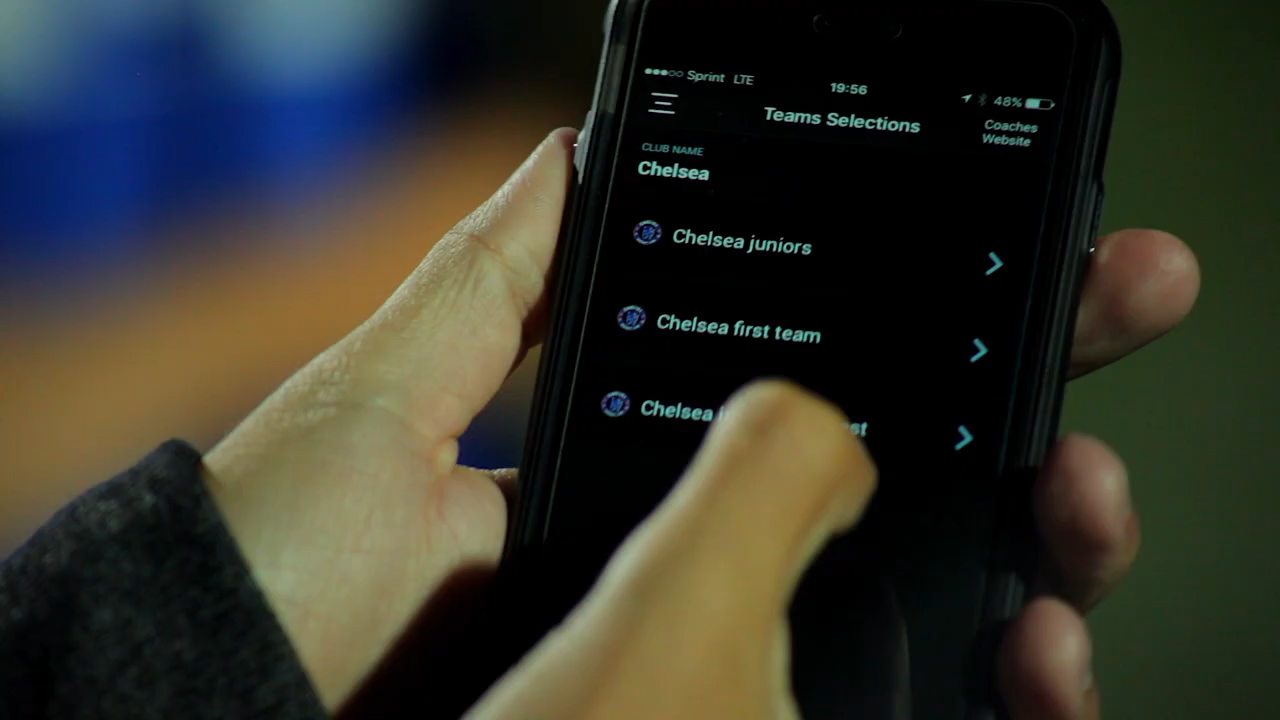 Sprint LTE 19:56 48%
Teams Selections
Coaches
Website
CLUB NAME
Chelsea
Chelsea juniors
Chelsea first team
Chelsea